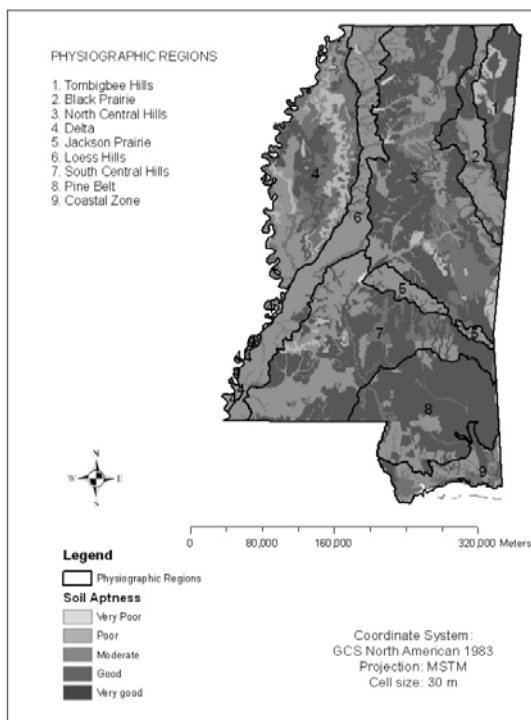 PHYSIOGRAPHIC REGIONS
1. Tombigbee Hills
2. Black Prairie
3. North Central Hills
4. Delta
5. Jackson Prairie
6. Loess Hills
7. South Central Hills
8. Pine Belt
9. Coastal Zone
1
2
4
3
6
5
5
7
8
9
N
W E
S
0 80,000 160,000 320,000 Meters
Legend
Physiographic Regions
Soil Aptness
Very Poor
Poor
Moderate
Good
Very good
Coordinate System:
GCS North American 1983
Projection: MSTM
Cell size: 30 m